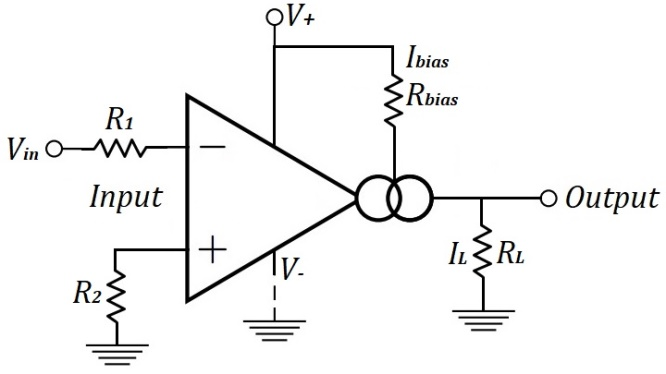 V+
Ibias
Rbias
R1
Vin
−
Input
Output
+
V-
R2
IL
RL